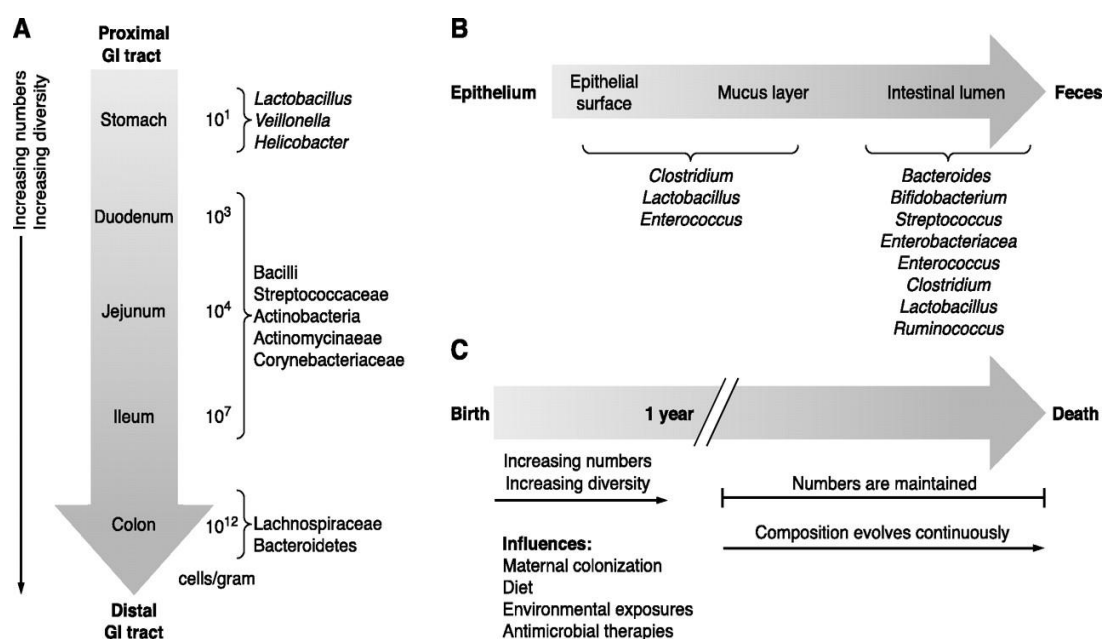 A
Proximal
GI tract
Increasing numbers
Increasing diversity
Stomach
10¹
Lactobacillus
Veillonella
Helicobacter
Duodenum
10³
Jejunum
10⁴
Ileum
10⁷
Bacilli
Streptococcaceae
Actinobacteria
Actinomycinaeae
Corynebacteriaceae
Colon
10¹²
Lachnospiraceae
Bacteroidetes
cells/gram
Distal
GI tract
B
Epithelium
Epithelial
surface
Mucus layer
Intestinal lumen
Feces
Clostridium
Lactobacillus
Enterococcus
Bacteroides
Bifidobacterium
Streptococcus
Enterobacteriacea
Enterococcus
Clostridium
Lactobacillus
Ruminococcus
C
Birth
1 year
Death
Increasing numbers
Increasing diversity
Numbers are maintained
Composition evolves continuously
Influences:
Maternal colonization
Diet
Environmental exposures
Antimicrobial therapies